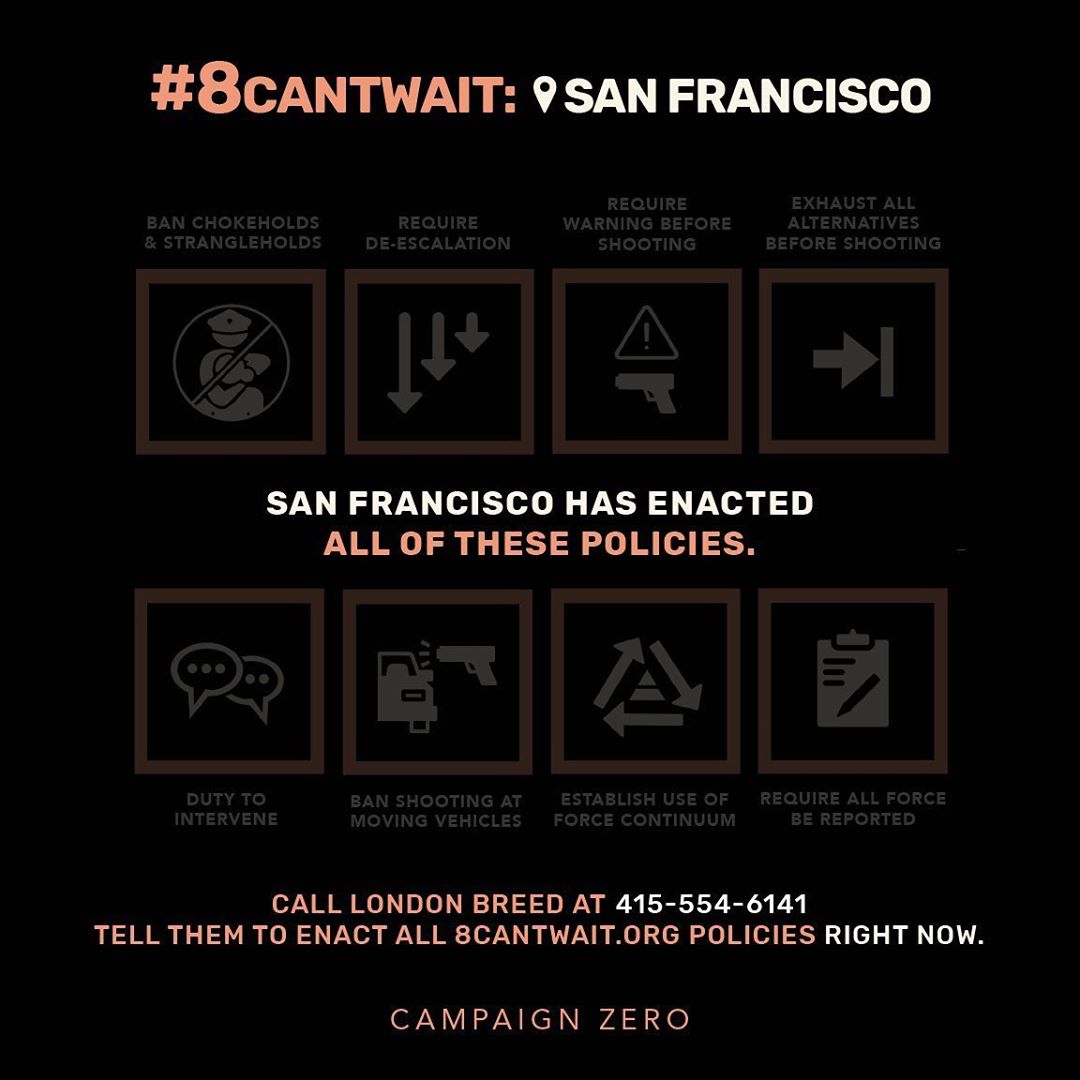 #8CANTWAIT: SAN FRANCISCO
BAN CHOKEHOLDS
& STRANGLEHOLDS
REQUIRE
DE-ESCALATION
REQUIRE
WARNING BEFORE
SHOOTING
EXHAUST ALL
ALTERNATIVES
BEFORE SHOOTING
SAN FRANCISCO HAS ENACTED
ALL OF THESE POLICIES.
DUTY TO
INTERVENE
BAN SHOOTING AT
MOVING VEHICLES
ESTABLISH USE OF
FORCE CONTINUUM
REQUIRE ALL FORCE
BE REPORTED
CALL LONDON BREED AT 415-554-6141
TELL THEM TO ENACT ALL 8CANTWAIT.ORG POLICIES RIGHT NOW.
CAMPAIGN ZERO